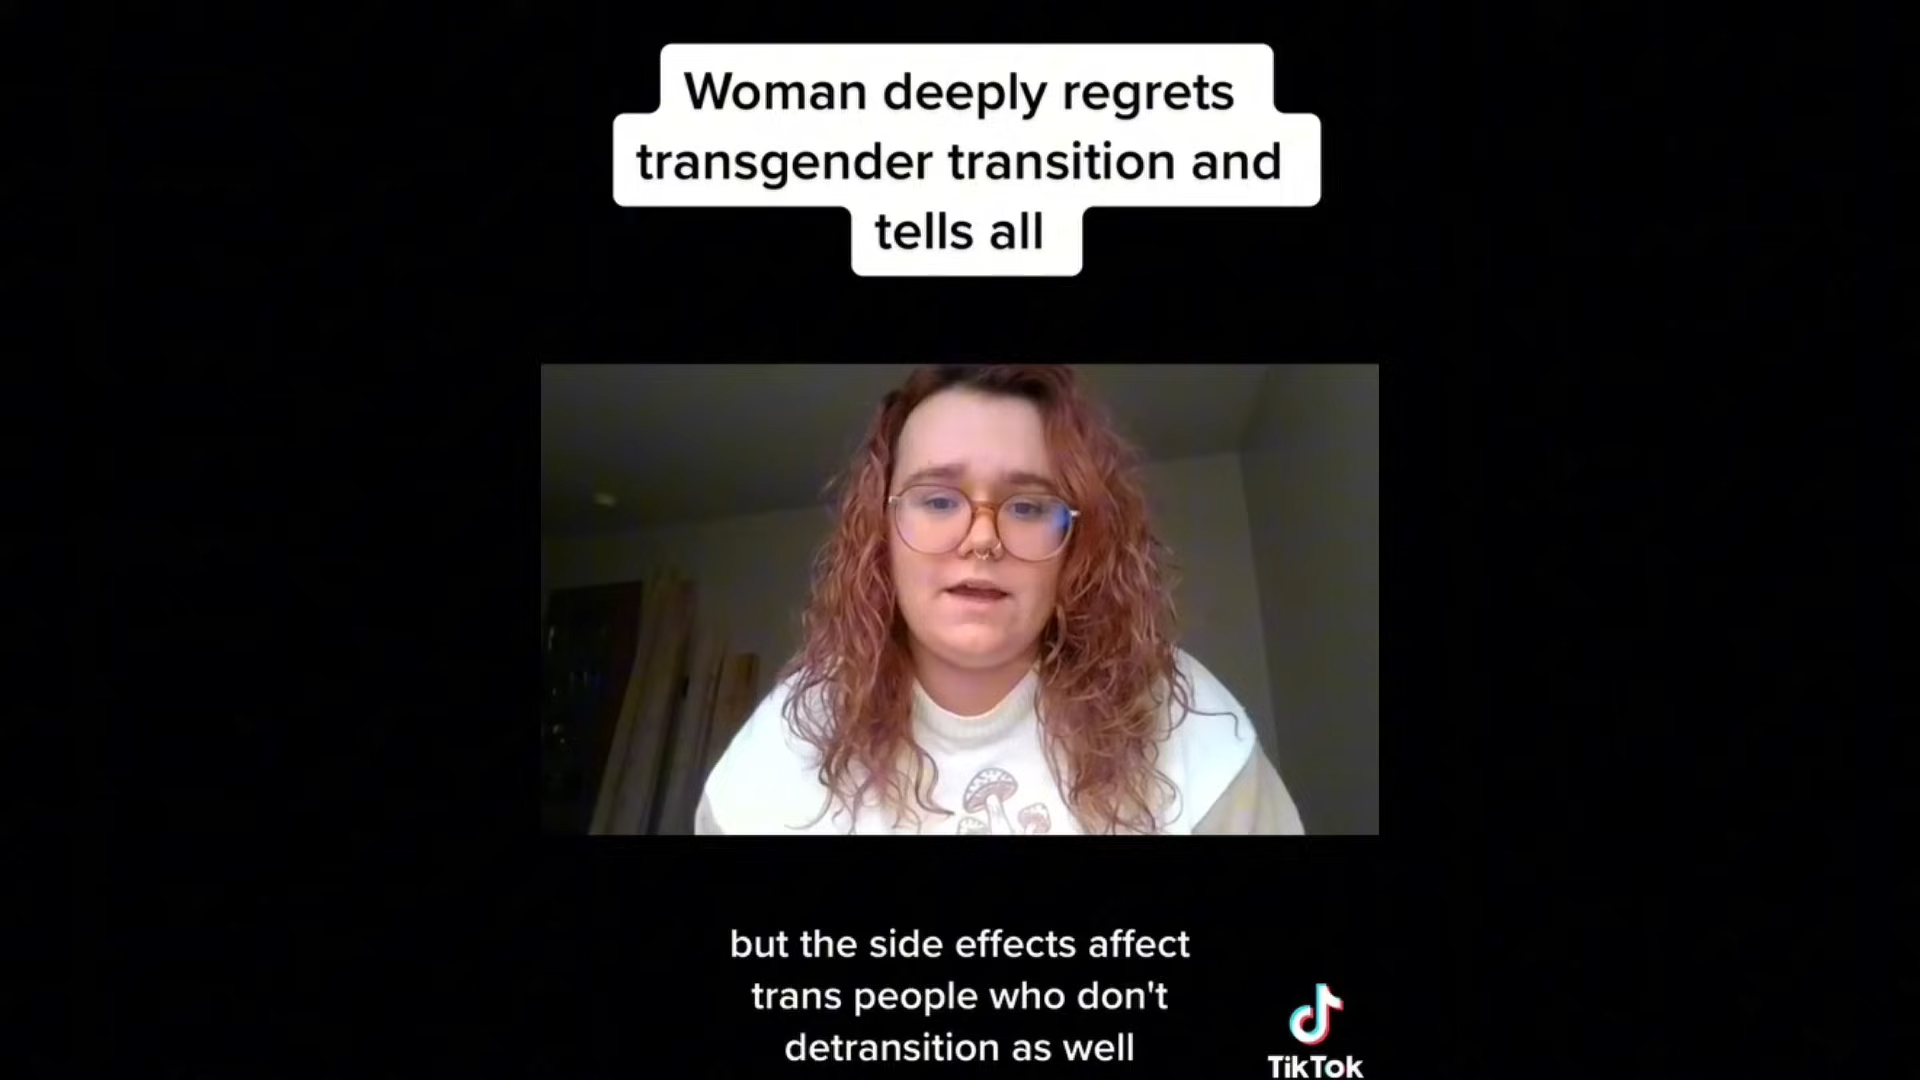 Woman deeply regrets
transgender transition and
tells all
but the side effects affect
trans people who don't
detransition as well
TikTok